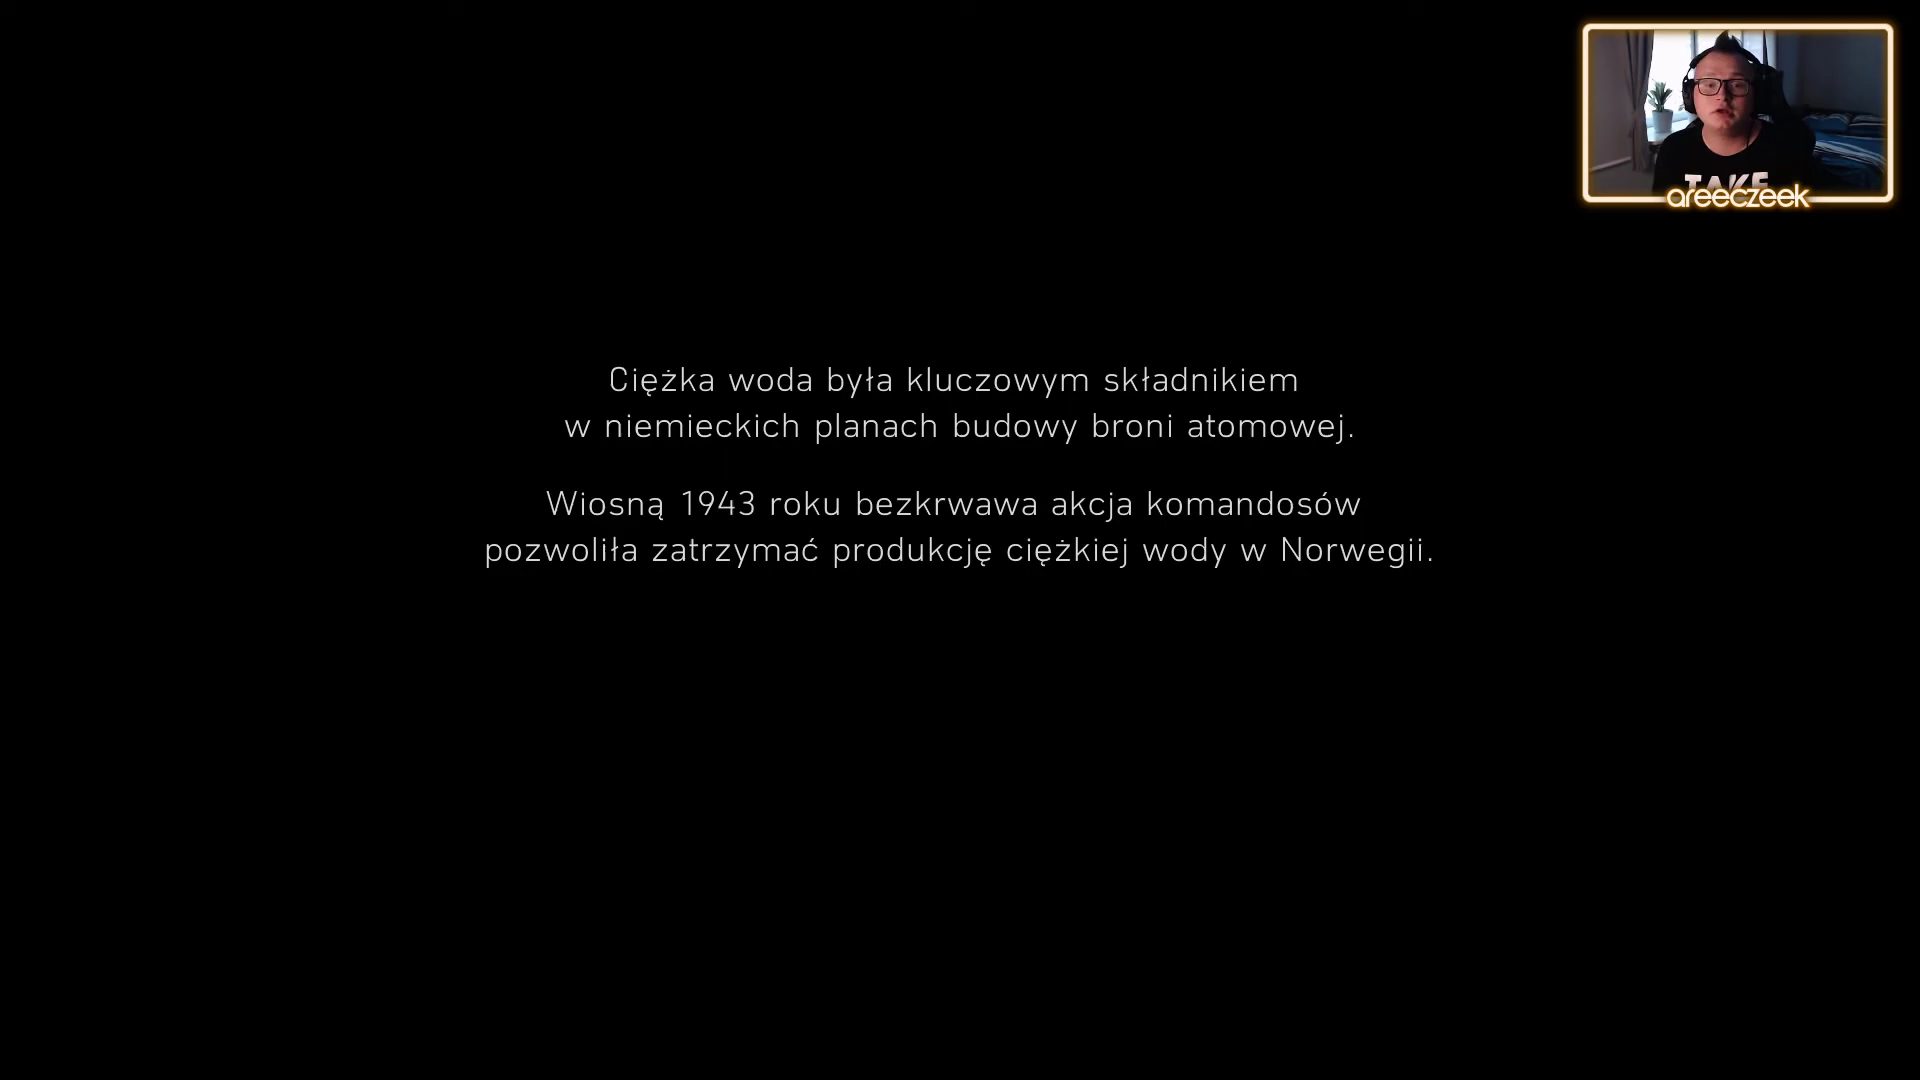 TAKE
areeczeek
Ciężka woda była kluczowym składnikiem
w niemieckich planach budowy broni atomowej.
Wiosną 1943 roku bezkrwawa akcja komandosów
pozwoliła zatrzymać produkcję ciężkiej wody w Norwegii.